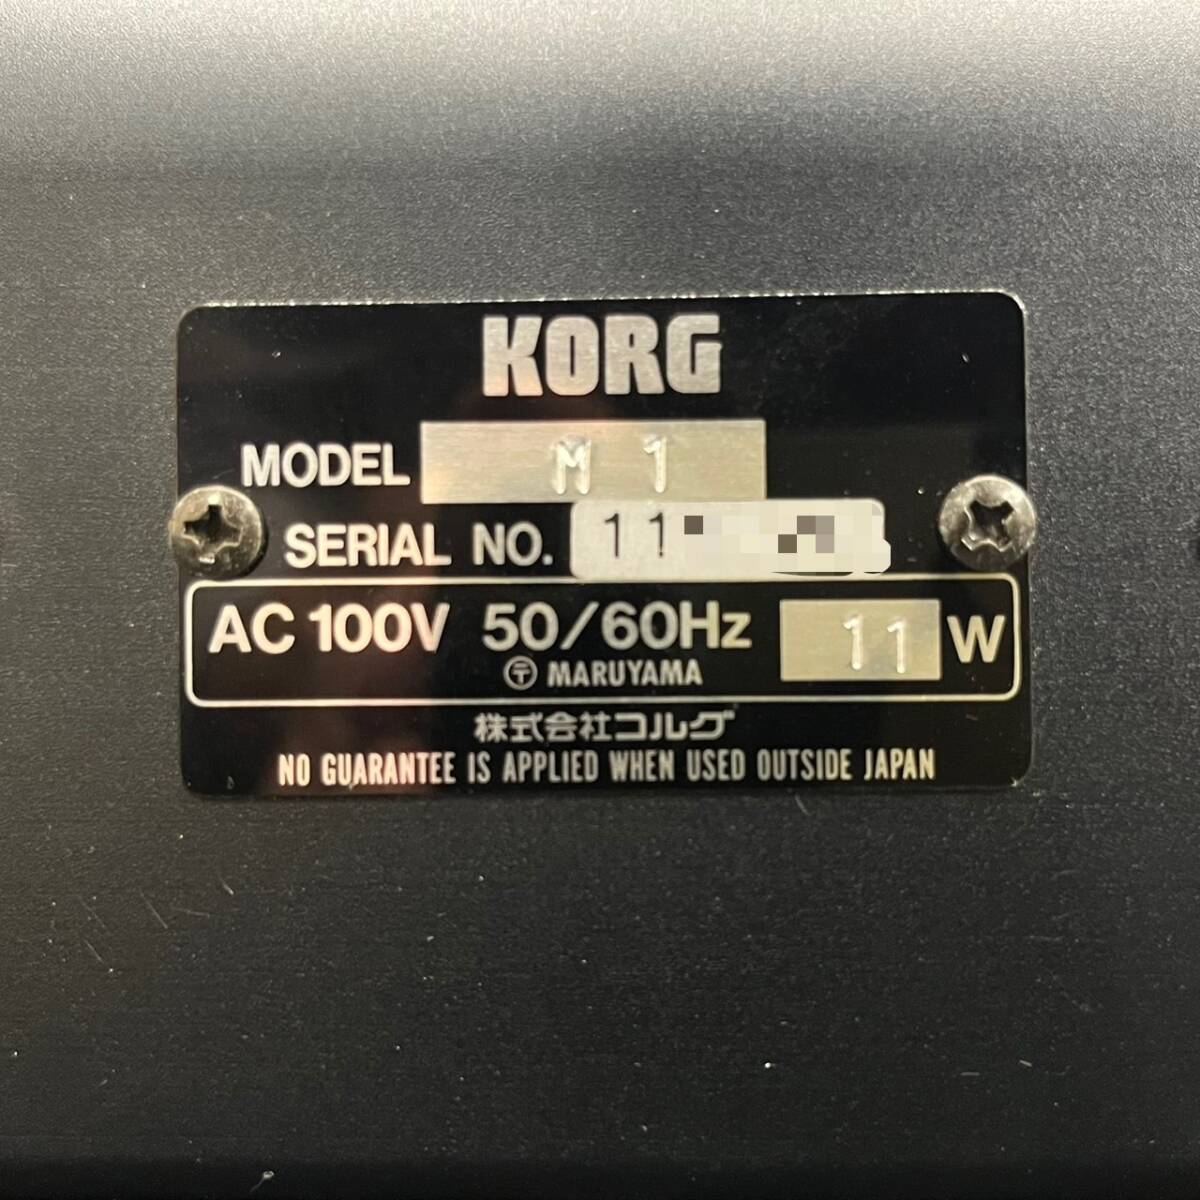 KORG
MODEL M 1
SERIAL NO. 11
AC 100V 50/60Hz 11 W
〶 MARUYAMA
株式会社コルグ
NO GUARANTEE IS APPLIED WHEN USED OUTSIDE JAPAN